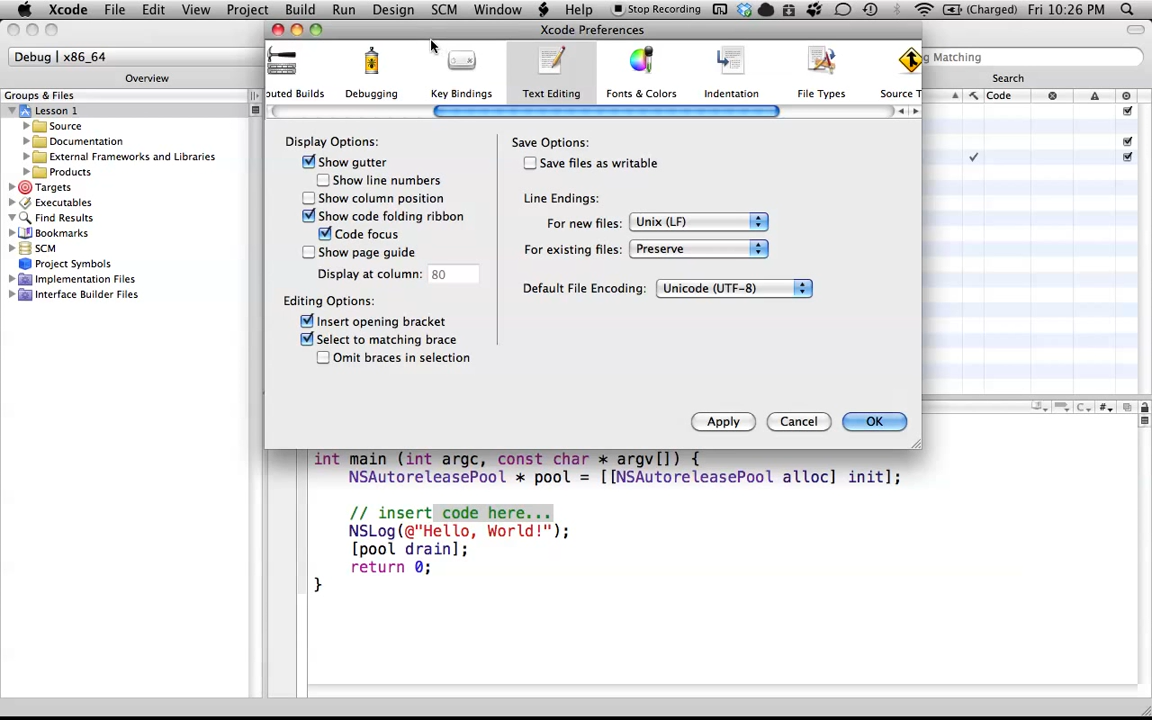 Xcode File Edit View Project Build Run Design SCM Window Help Stop Recording (Charged) Fri 10:26 PM
Xcode Preferences
Debug | x86_64
Matching
Overview
Search
Debugging Key Bindings Text Editing Fonts & Colors Indentation File Types Source T
Groups & Files
Code
Lesson 1
Source
Documentation
External Frameworks and Libraries
Products
Targets
Executables
Find Results
Bookmarks
SCM
Project Symbols
Implementation Files
Interface Builder Files
Display Options:
Show gutter
Show line numbers
Show column position
Show code folding ribbon
Code focus
Show page guide
Display at column: 80
Editing Options:
Insert opening bracket
Select to matching brace
Omit braces in selection
Save Options:
Save files as writable
Line Endings:
For new files: Unix (LF)
For existing files: Preserve
Default File Encoding: Unicode (UTF-8)
Apply Cancel OK
int main (int argc, const char * argv[]) {
NSAutoreleasePool * pool = [[NSAutoreleasePool alloc] init];
// insert code here...
NSLog(@"Hello, World!");
[pool drain];
return 0;
}